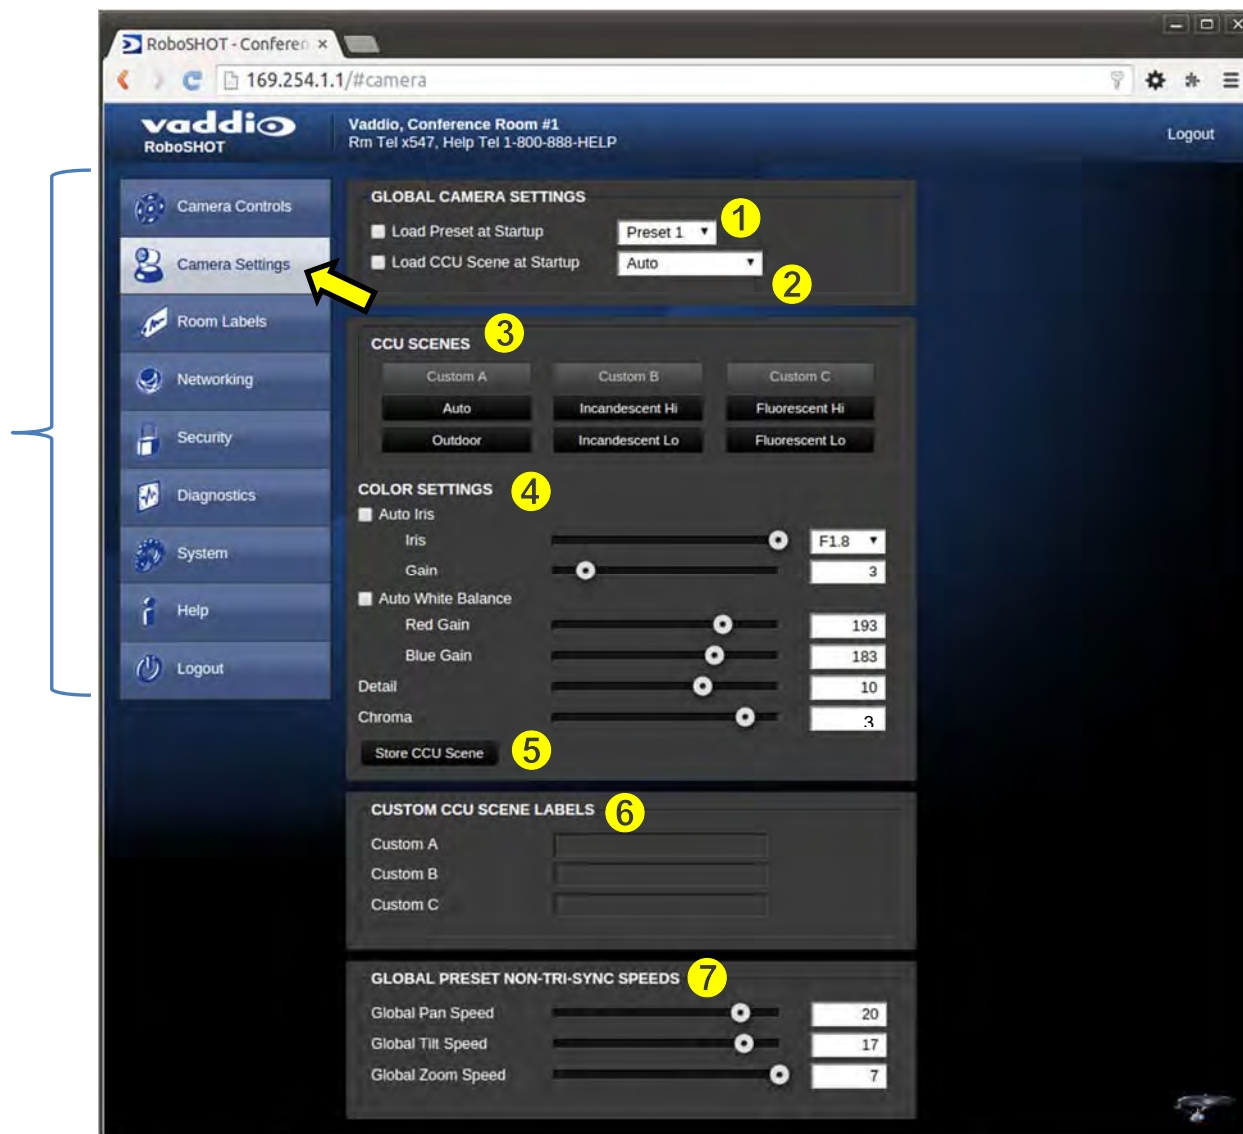 RoboSHOT - Conferen ×
169.254.1.1/#camera
vaddio
RoboSHOT
Vaddio, Conference Room #1
Rm Tel x547, Help Tel 1-800-888-HELP
Logout
Camera Controls
Camera Settings
Room Labels
Networking
Security
Diagnostics
System
Help
Logout
GLOBAL CAMERA SETTINGS
Load Preset at Startup Preset 1 1
Load CCU Scene at Startup Auto 2
CCU SCENES 3
Custom A Custom B Custom C
Auto Incandescent Hi Fluorescent Hi
Outdoor Incandescent Lo Fluorescent Lo
COLOR SETTINGS 4
Auto Iris
Iris F1.8
Gain 3
Auto White Balance
Red Gain 193
Blue Gain 183
Detail 10
Chroma 3
Store CCU Scene 5
CUSTOM CCU SCENE LABELS 6
Custom A
Custom B
Custom C
GLOBAL PRESET NON-TRI-SYNC SPEEDS 7
Global Pan Speed 20
Global Tilt Speed 17
Global Zoom Speed 7